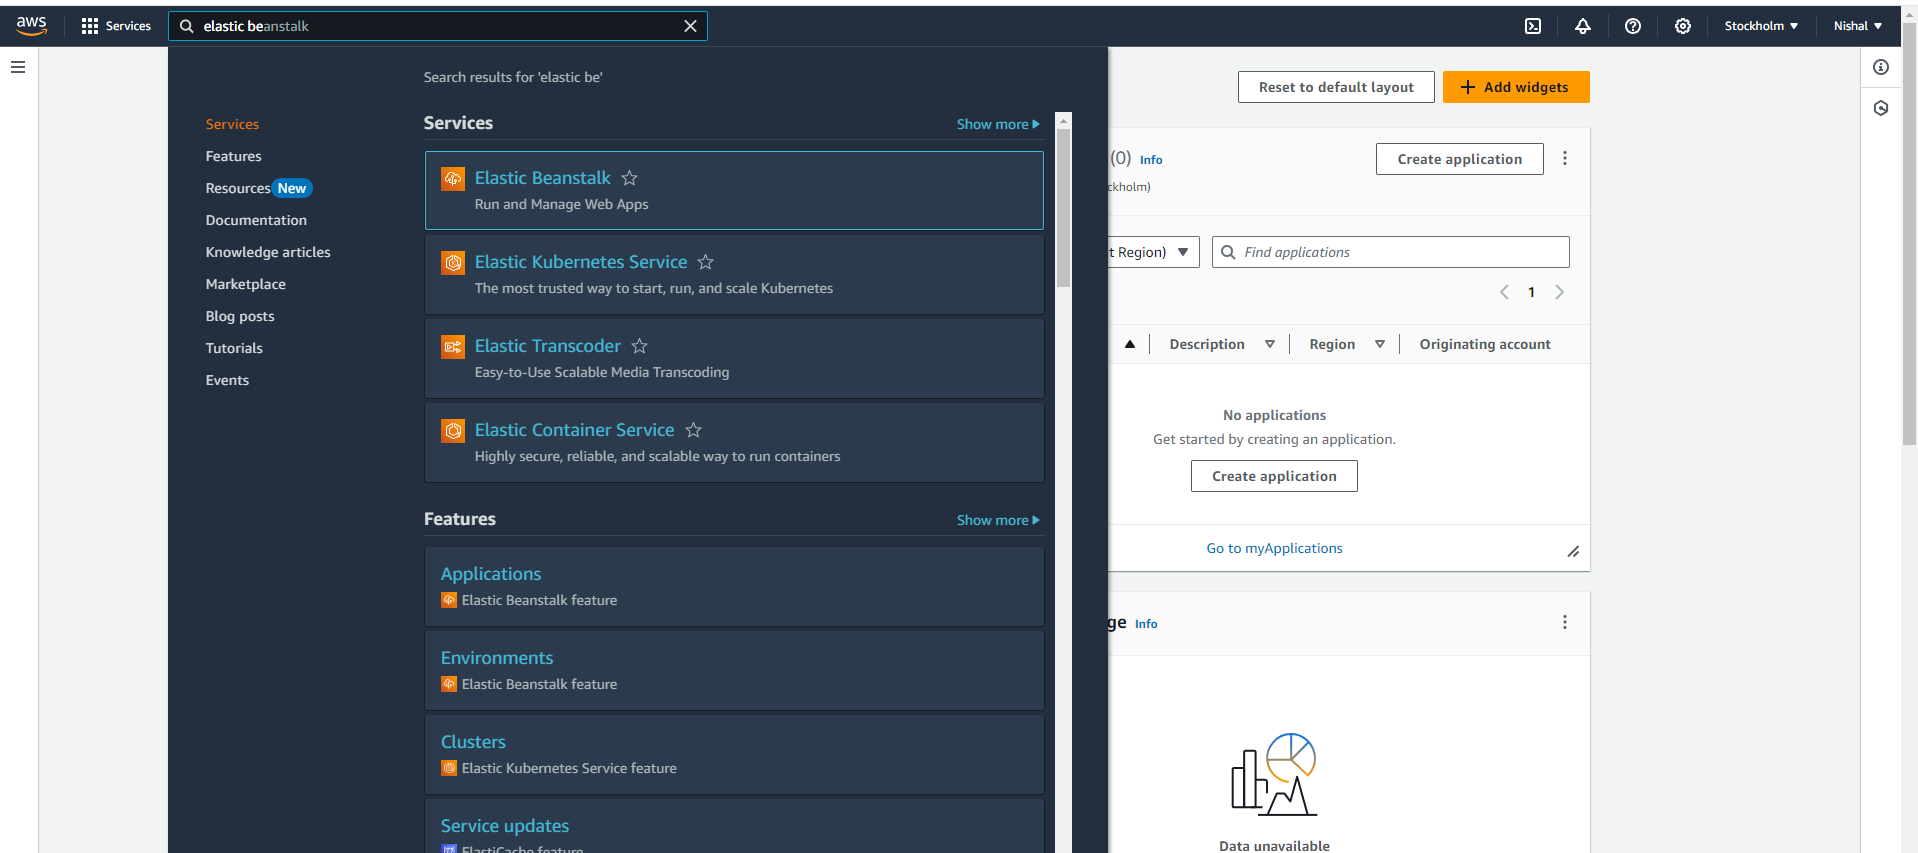 aws
Services
elastic beanstalk
Stockholm
Nishal
Search results for 'elastic be'
Services
Features
Resources New
Documentation
Knowledge articles
Marketplace
Blog posts
Tutorials
Events
Services
Show more
Elastic Beanstalk
Run and Manage Web Apps
Elastic Kubernetes Service
The most trusted way to start, run, and scale Kubernetes
Elastic Transcoder
Easy-to-Use Scalable Media Transcoding
Elastic Container Service
Highly secure, reliable, and scalable way to run containers
Features
Show more
Applications
Elastic Beanstalk feature
Environments
Elastic Beanstalk feature
Clusters
Elastic Kubernetes Service feature
Service updates
ElastiCache feature
Reset to default layout
+ Add widgets
(0) Info
Create application
ckholm)
t Region)
Find applications
1
Description
Region
Originating account
No applications
Get started by creating an application.
Create application
Go to myApplications
ge Info
Data unavailable